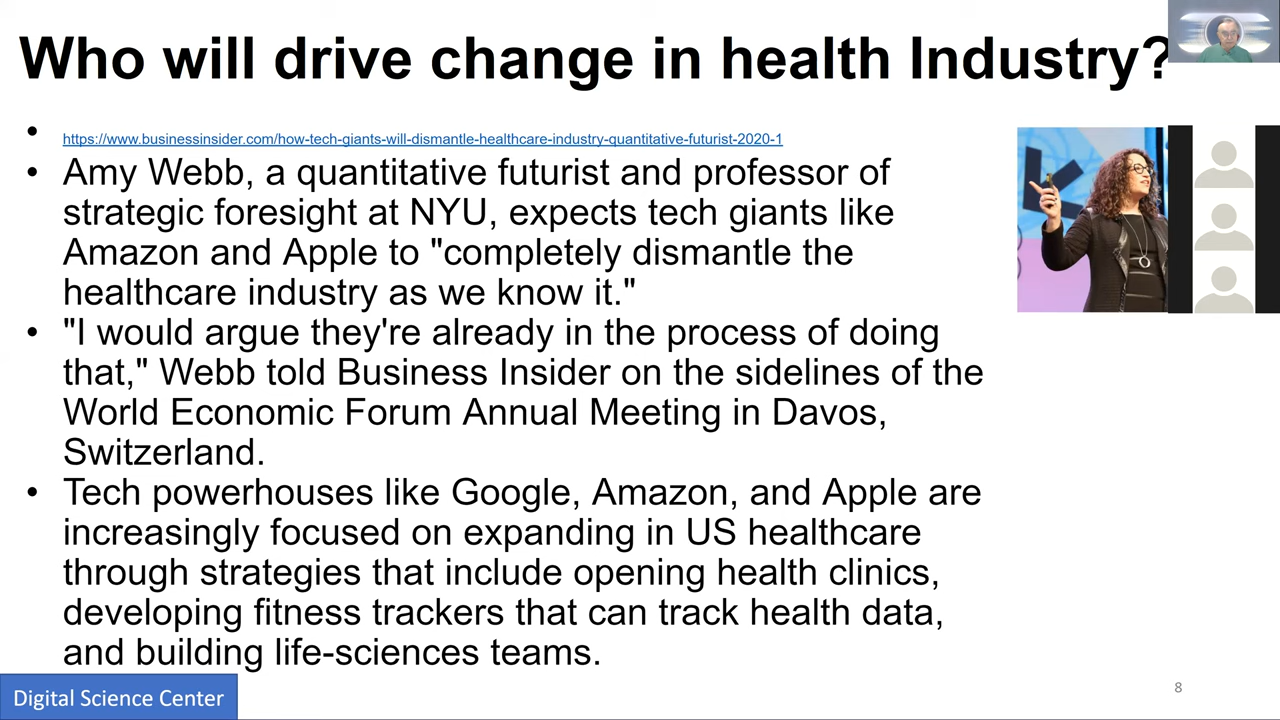 Who will drive change in health Industry?
• https://www.businessinsider.com/how-tech-giants-will-dismantle-healthcare-industry-quantitative-futurist-2020-1
• Amy Webb, a quantitative futurist and professor of
strategic foresight at NYU, expects tech giants like
Amazon and Apple to "completely dismantle the
healthcare industry as we know it."
• "I would argue they're already in the process of doing
that," Webb told Business Insider on the sidelines of the
World Economic Forum Annual Meeting in Davos,
Switzerland.
• Tech powerhouses like Google, Amazon, and Apple are
increasingly focused on expanding in US healthcare
through strategies that include opening health clinics,
developing fitness trackers that can track health data,
and building life-sciences teams.
Digital Science Center
8